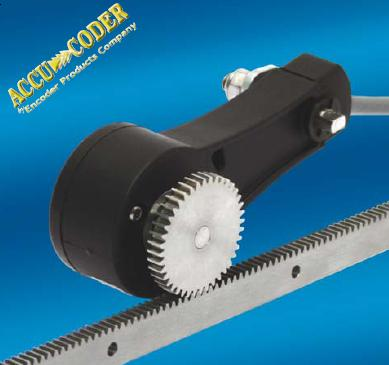 ACCU CODER
by Encoder Products Company